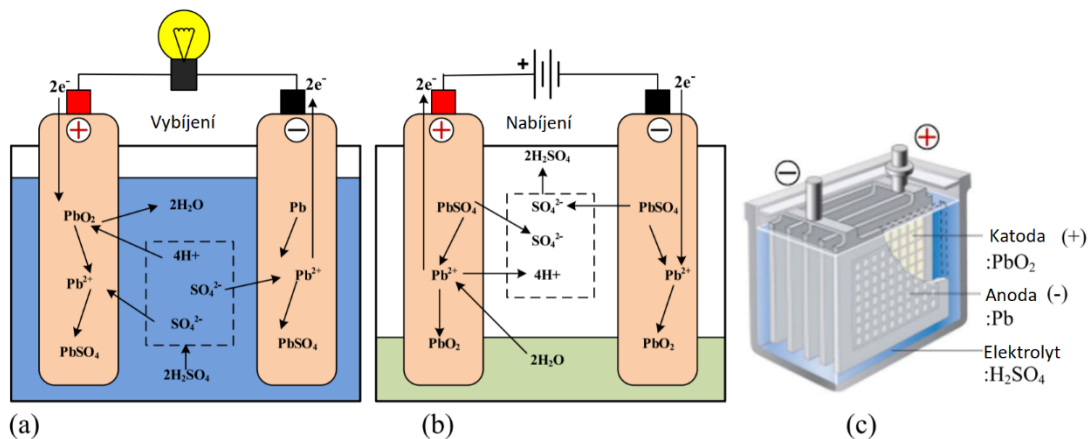 2e⁻
+
Vybíjení
−
PbO₂
2H₂O
Pb
4H+
Pb²⁺
SO₄²⁻
Pb²⁺
SO₄²⁻
PbSO₄
PbSO₄
2H₂SO₄
2e⁻
(a)
+
2e⁻
2e⁻
+
Nabíjení
−
2H₂SO₄
PbSO₄
SO₄²⁻
PbSO₄
SO₄²⁻
Pb²⁺
4H+
Pb²⁺
PbO₂
2H₂O
PbO₂
(b)
+
−
Katoda (+)
:PbO₂
Anoda (-)
:Pb
Elektrolyt
:H₂SO₄
(c)